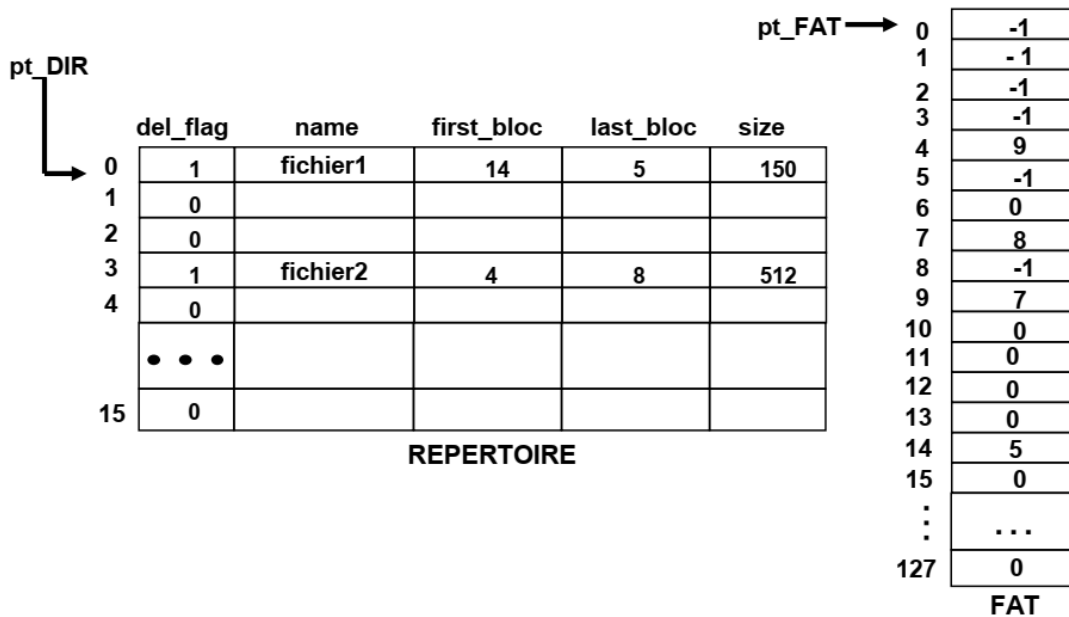 pt_DIR
del_flag name first_bloc last_bloc size
0 1 fichier1 14 5 150
1 0
2 0
3 1 fichier2 4 8 512
4 0
• • •
15 0
REPERTOIRE
pt_FAT
0 -1
1 - 1
2 -1
3 -1
4 9
5 -1
6 0
7 8
8 -1
9 7
10 0
11 0
12 0
13 0
14 5
15 0
⋮ . . .
127 0
FAT